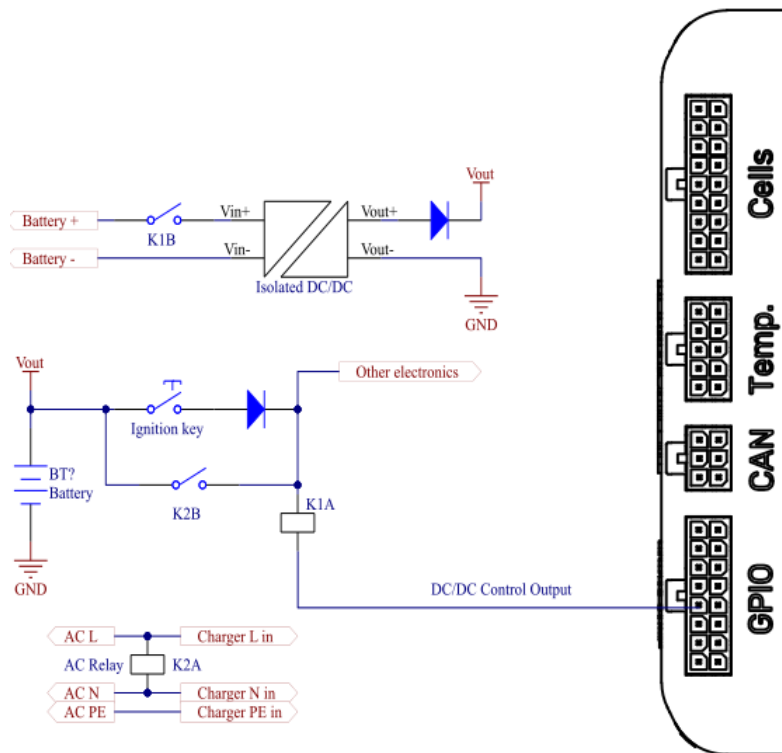 Vout
Battery +
K1B
Vin+
Vout+
Battery -
Vin-
Vout-
Isolated DC/DC
GND
Vout
Other electronics
Ignition key
BT?
Battery
K2B
K1A
GND
DC/DC Control Output
AC L
Charger L in
AC Relay
K2A
AC N
Charger N in
AC PE
Charger PE in
Cells
Temp.
CAN
GPIO